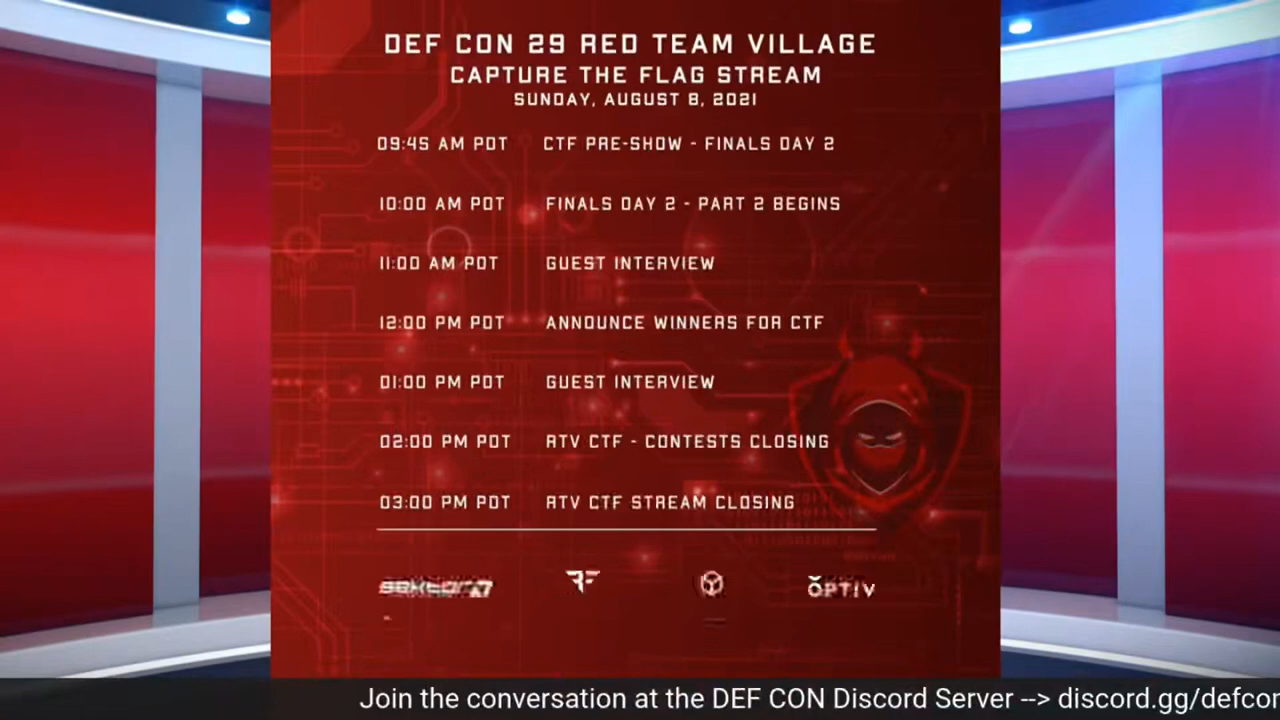 DEF CON 29 RED TEAM VILLAGE
CAPTURE THE FLAG STREAM
SUNDAY, AUGUST 8, 2021
09:45 AM PDT CTF PRE-SHOW - FINALS DAY 2
10:00 AM PDT FINALS DAY 2 - PART 2 BEGINS
11:00 AM PDT GUEST INTERVIEW
12:00 PM PDT ANNOUNCE WINNERS FOR CTF
01:00 PM PDT GUEST INTERVIEW
02:00 PM PDT RTV CTF - CONTESTS CLOSING
03:00 PM PDT RTV CTF STREAM CLOSING
OPTIV
Join the conversation at the DEF CON Discord Server --> discord.gg/defcon